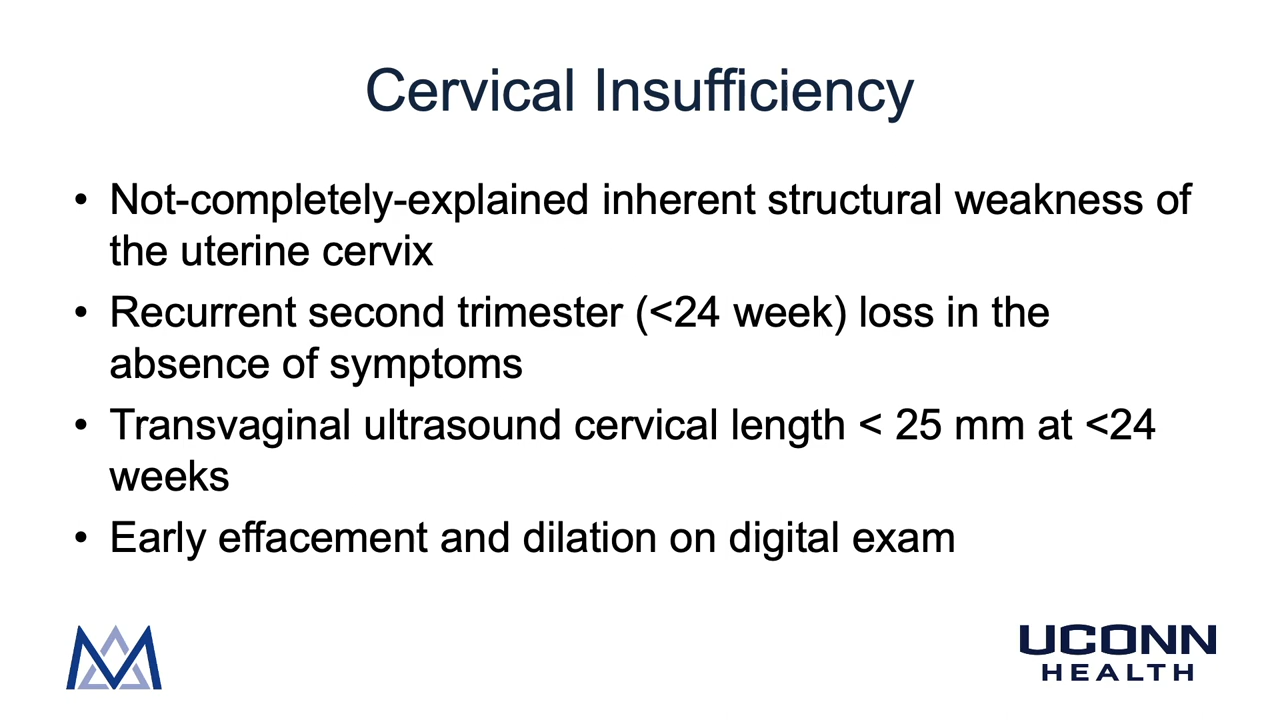 Cervical Insufficiency
• Not-completely-explained inherent structural weakness of
the uterine cervix
• Recurrent second trimester (<24 week) loss in the
absence of symptoms
• Transvaginal ultrasound cervical length < 25 mm at <24
weeks
• Early effacement and dilation on digital exam
UCONN
HEALTH